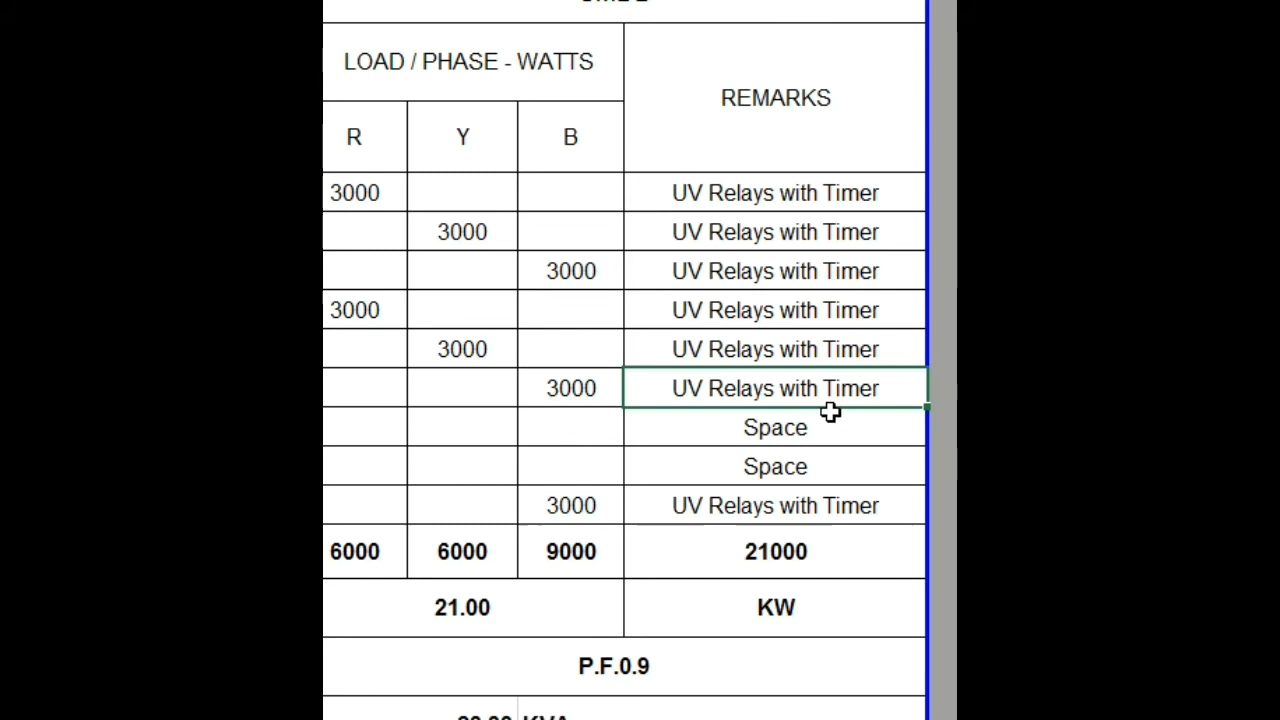 LOAD / PHASE - WATTS
REMARKS
R Y B
3000 UV Relays with Timer
3000 UV Relays with Timer
3000 UV Relays with Timer
3000 UV Relays with Timer
3000 UV Relays with Timer
3000 UV Relays with Timer
Space
Space
3000 UV Relays with Timer
6000 6000 9000 21000
21.00 KW
P.F.0.9
KVA